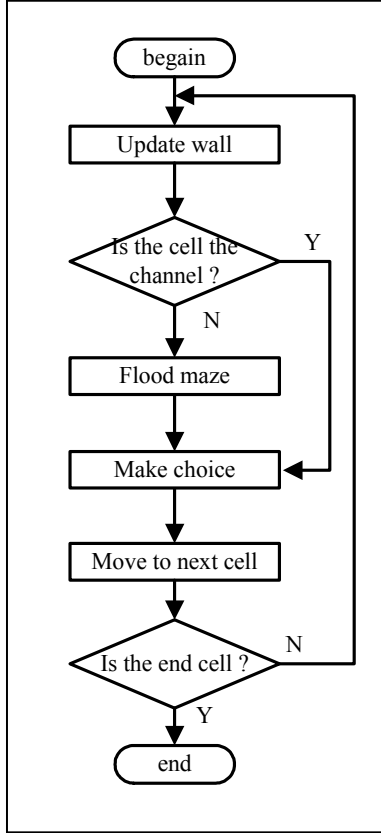 begain
Update wall
Is the cell the
channel ?
Y
N
Flood maze
Make choice
Move to next cell
N
Is the end cell ?
Y
end